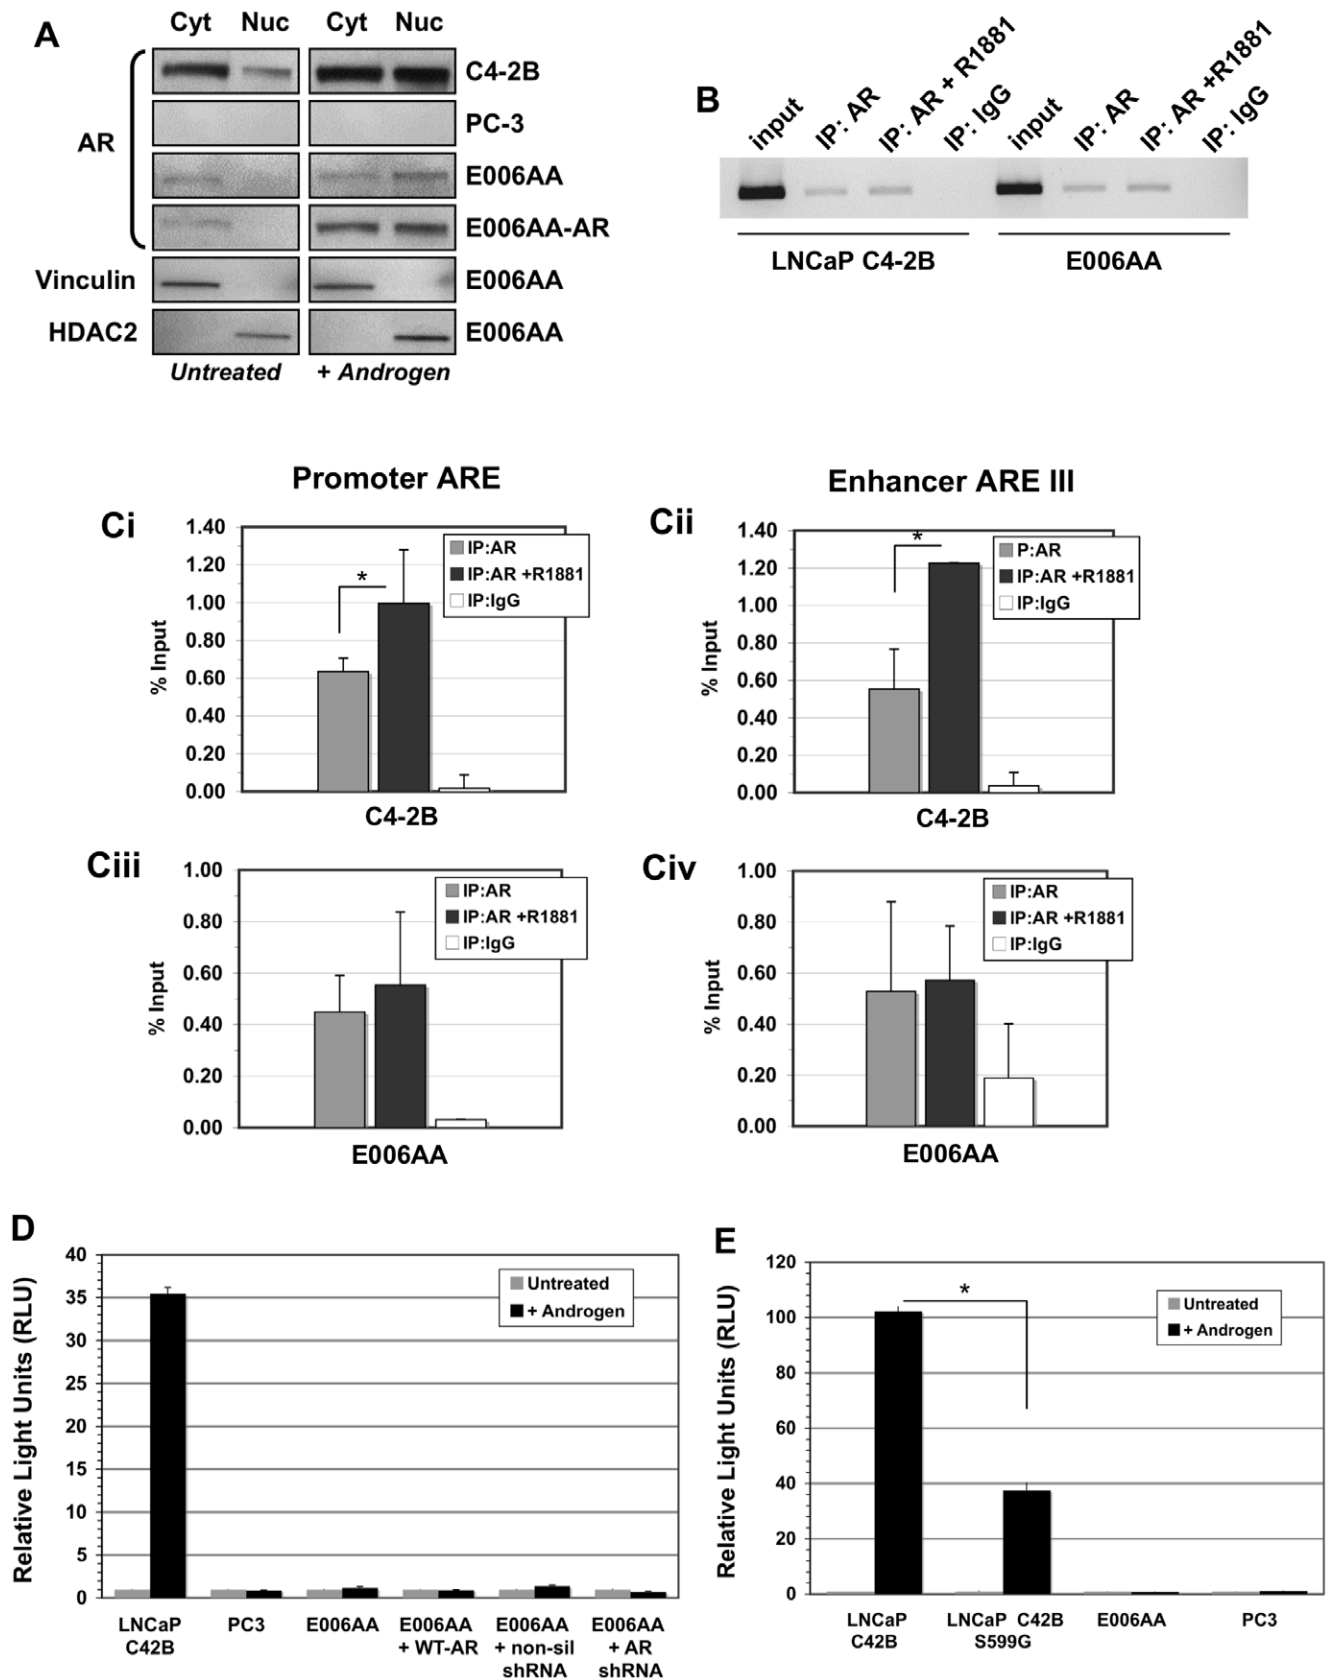 A
Cyt Nuc Cyt Nuc
AR
C4-2B
PC-3
E006AA
E006AA-AR
Vinculin E006AA
HDAC2 E006AA
Untreated + Androgen
B
input
IP: AR
IP: AR + R1881
IP: IgG
input
IP: AR
IP: AR +R1881
IP: IgG
LNCaP C4-2B E006AA
Promoter ARE
Ci
1.40
1.20
1.00
0.80
0.60
0.40
0.20
0.00
% Input
*
IP:AR
IP:AR +R1881
IP:IgG
C4-2B
Enhancer ARE III
Cii
1.40
1.20
1.00
0.80
0.60
0.40
0.20
0.00
% Input
*
P:AR
IP:AR +R1881
IP:IgG
C4-2B
Ciii
1.00
0.80
0.60
0.40
0.20
0.00
% Input
IP:AR
IP:AR +R1881
IP:IgG
E006AA
Civ
1.00
0.80
0.60
0.40
0.20
0.00
% Input
IP:AR
IP:AR +R1881
IP:IgG
E006AA
D
40
35
30
25
20
15
10
5
0
Relative Light Units (RLU)
Untreated
+ Androgen
LNCaP
C42B
PC3
E006AA
E006AA
+ WT-AR
E006AA
+ non-sil
shRNA
E006AA
+ AR
shRNA
E
120
100
80
60
40
20
0
Relative Light Units (RLU)
*
Untreated
+ Androgen
LNCaP
C42B
LNCaP C42B
S599G
E006AA
PC3